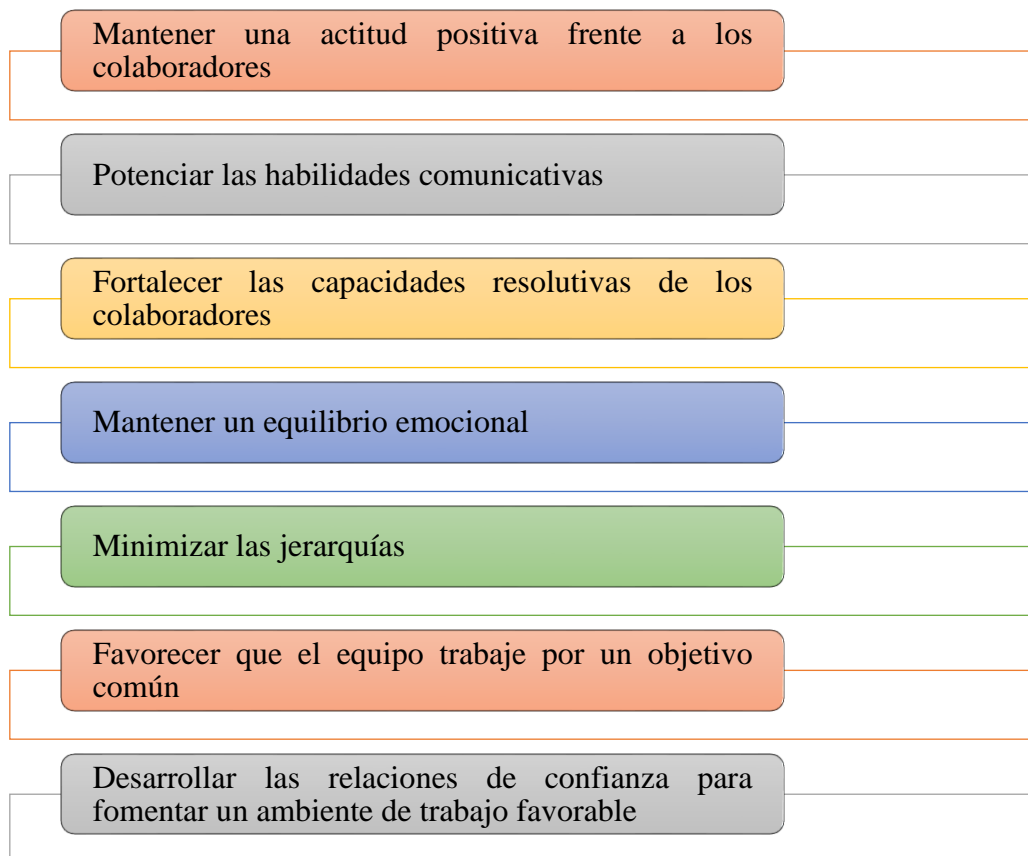 Mantener una actitud positiva frente a los
colaboradores
Potenciar las habilidades comunicativas
Fortalecer las capacidades resolutivas de los
colaboradores
Mantener un equilibrio emocional
Minimizar las jerarquías
Favorecer que el equipo trabaje por un objetivo
común
Desarrollar las relaciones de confianza para
fomentar un ambiente de trabajo favorable